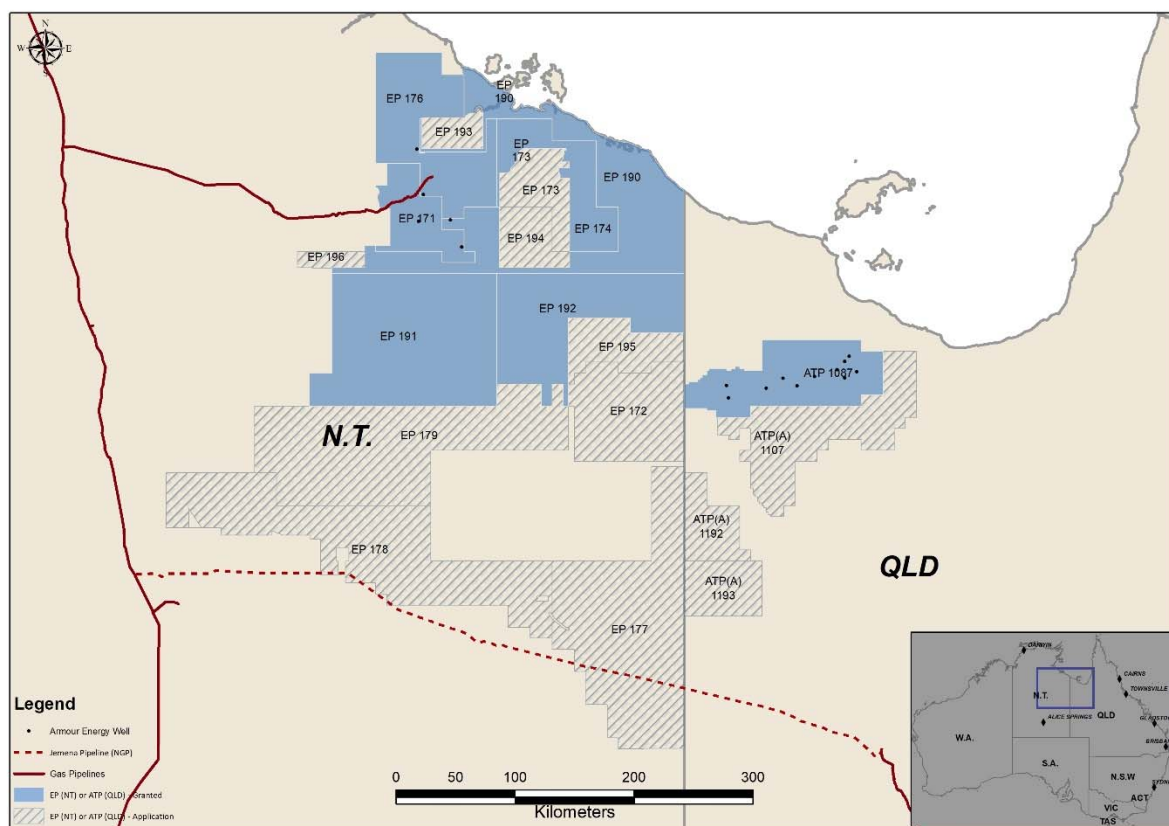 N
W
E
S
EP 176
EP
190
EP 193
EP
173
EP 173
EP 190
EP 171
EP 194
EP 174
EP 196
EP 192
EP 191
EP 195
ATP 1087
EP 172
N.T.
EP 179
ATP(A)
1107
ATP(A)
1192
EP 178
QLD
ATP(A)
1193
EP 177
Legend
Armour Energy Well
Jemena Pipeline (NGP)
Gas Pipelines
EP (NT) or ATP (QLD) - Granted
EP (NT) or ATP (QLD) - Application
0
100
200
300
Kilometers
DARWIN
CAIRNS
TOWNSVILLE
N.T.
ALICE SPRINGS
QLD
GLADSTO
BRISBAN
W.A.
S.A.
N.S.W
SYDNE
ACT
VIC
TAS